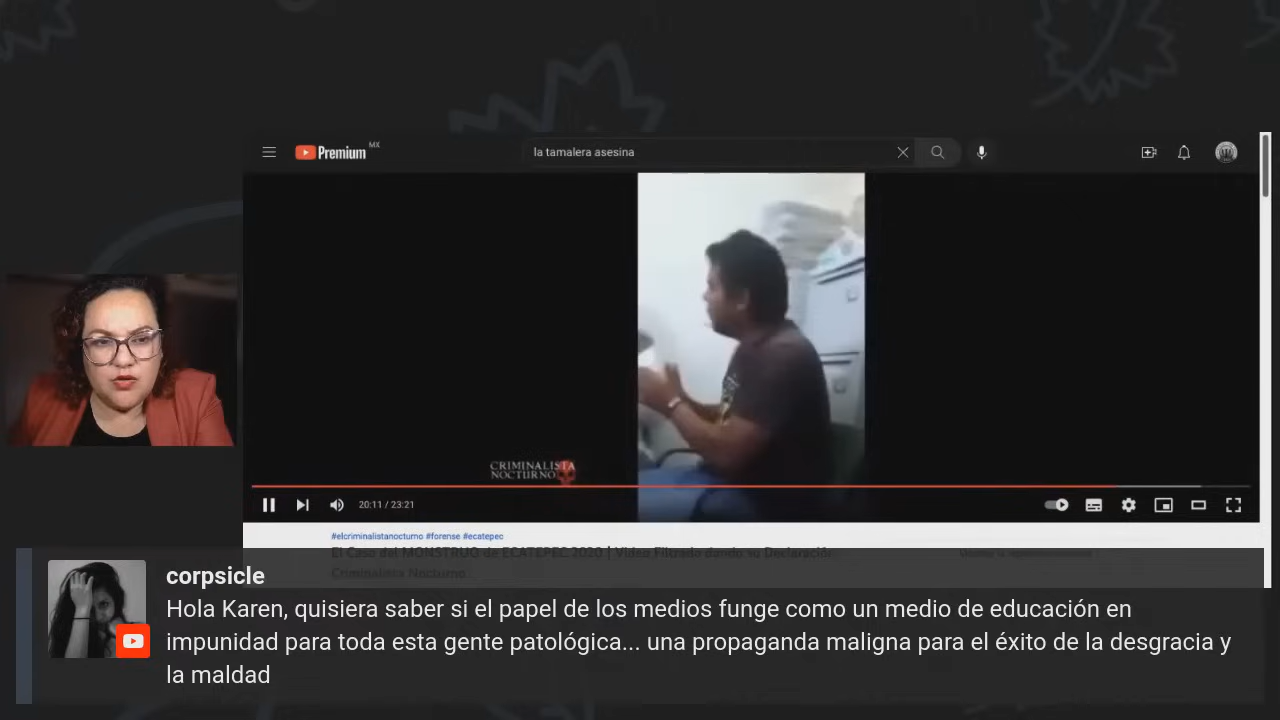 Premium MX
la tamalera asesina
CRIMINALISTA
NOCTURNO
20:11 / 23:21
#elcriminalistanocturno #forense #ecatepec
El Caso del MONSTRUO de ECATEPEC 2020 | Video Filtrado dando su Declaración
Criminalista Nocturno
corpsicle
Hola Karen, quisiera saber si el papel de los medios funge como un medio de educación en
impunidad para toda esta gente patológica... una propaganda maligna para el éxito de la desgracia y
la maldad